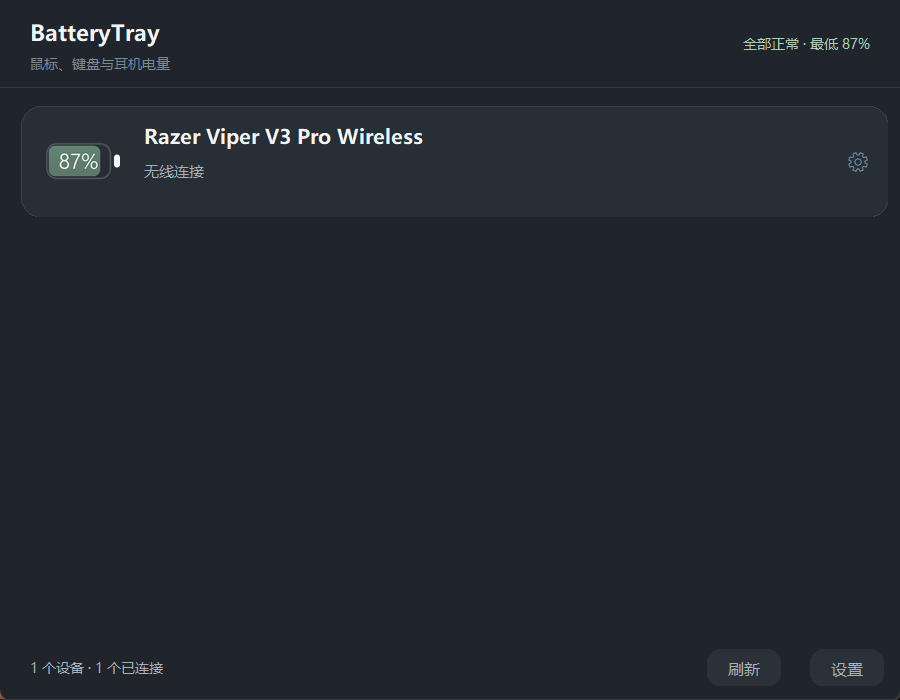 BatteryTray
鼠标、键盘与耳机电量
全部正常 · 最低 87%
87%
Razer Viper V3 Pro Wireless
无线连接
1 个设备 · 1 个已连接
刷新
设置